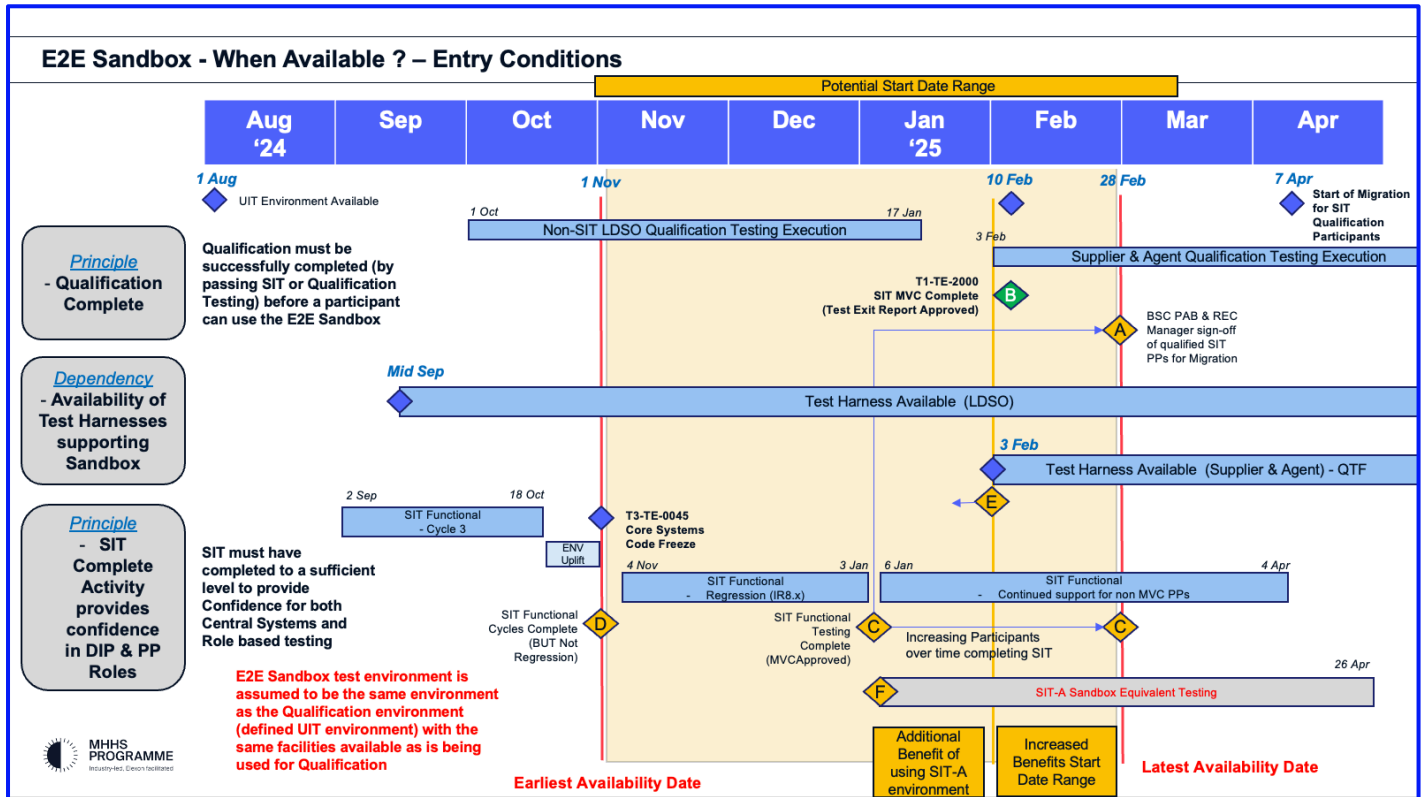 E2E Sandbox - When Available ? – Entry Conditions
Potential Start Date Range
Aug
‘24
Sep
Oct
Nov
Dec
Jan
‘25
Feb
Mar
Apr
1 Aug
1 Nov
10 Feb
28 Feb
7 Apr
UIT Environment Available
Start of Migration
for SIT
Qualification
Participants
1 Oct
17 Jan
Non-SIT LDSO Qualification Testing Execution
3 Feb
Supplier & Agent Qualification Testing Execution
Principle
- Qualification
Complete
Qualification must be
successfully completed (by
passing SIT or Qualification
Testing) before a participant
can use the E2E Sandbox
T1-TE-2000
SIT MVC Complete
(Test Exit Report Approved)
B
A
BSC PAB & REC
Manager sign-off
of qualified SIT
PPs for Migration
Dependency
- Availability of
Test Harnesses
supporting
Sandbox
Mid Sep
Test Harness Available (LDSO)
3 Feb
Test Harness Available (Supplier & Agent) - QTF
E
Principle
- SIT
Complete
Activity
provides
confidence
in DIP & PP
Roles
SIT must have
completed to a sufficient
level to provide
Confidence for both
Central Systems and
Role based testing
2 Sep
18 Oct
SIT Functional
- Cycle 3
ENV
Uplift
T3-TE-0045
Core Systems
Code Freeze
4 Nov
3 Jan
SIT Functional
- Regression (IR8.x)
6 Jan
4 Apr
SIT Functional
- Continued support for non MVC PPs
SIT Functional
Cycles Complete
(BUT Not
Regression)
D
SIT Functional
Testing
Complete
(MVCApproved)
C
Increasing Participants
over time completing SIT
C
26 Apr
F
SIT-A Sandbox Equivalent Testing
E2E Sandbox test environment is
assumed to be the same environment
as the Qualification environment
(defined UIT environment) with the
same facilities available as is being
used for Qualification
Earliest Availability Date
Additional
Benefit of
using SIT-A
environment
Increased
Benefits Start
Date Range
Latest Availability Date
MHHS
PROGRAMME
Industry-led, Elexon facilitated